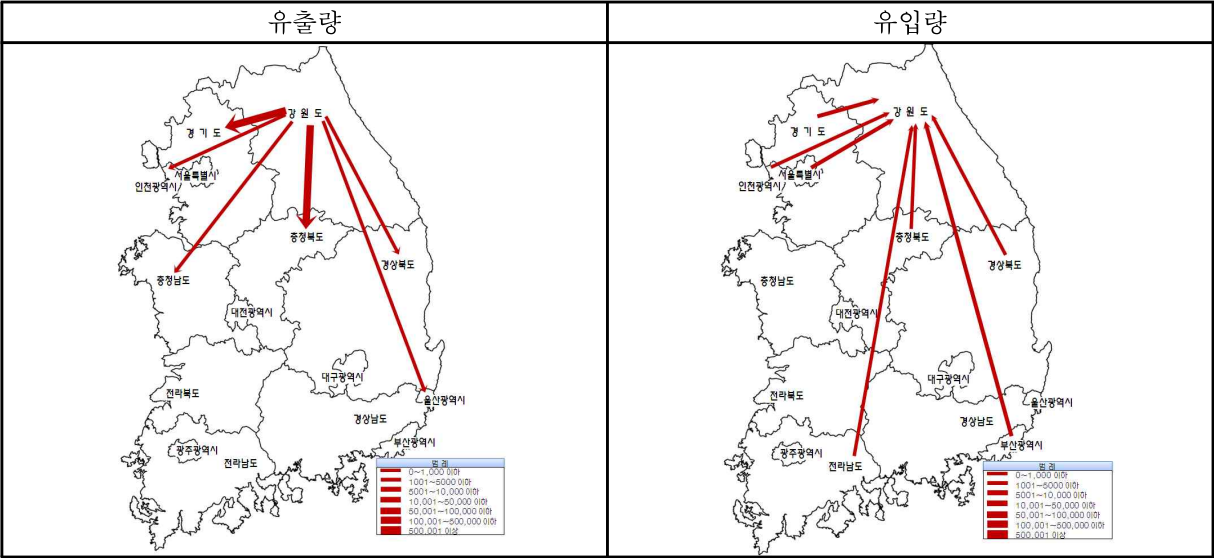 유출량
유입량
강 원 도
경 기 도
서울특별시
인천광역시
충청북도
경상북도
충청남도
대전광역시
대구광역시
전라북도
울산광역시
경상남도
부산광역시
광주광역시
전라남도
범 례
0~1,000 이하
1001~5000 이하
5001~10,000 이하
10,001~50,000 이하
50,001~100,000 이하
100,001~500,000 이하
500,001 이상
강 원 도
경 기 도
서울특별시
인천광역시
충청북도
경상북도
충청남도
대전광역시
대구광역시
전라북도
울산광역시
경상남도
부산광역시
광주광역시
전라남도
범 례
0~1,000 이하
1001~5000 이하
5001~10,000 이하
10,001~50,000 이하
50,001~100,000 이하
100,001~500,000 이하
500,001 이상